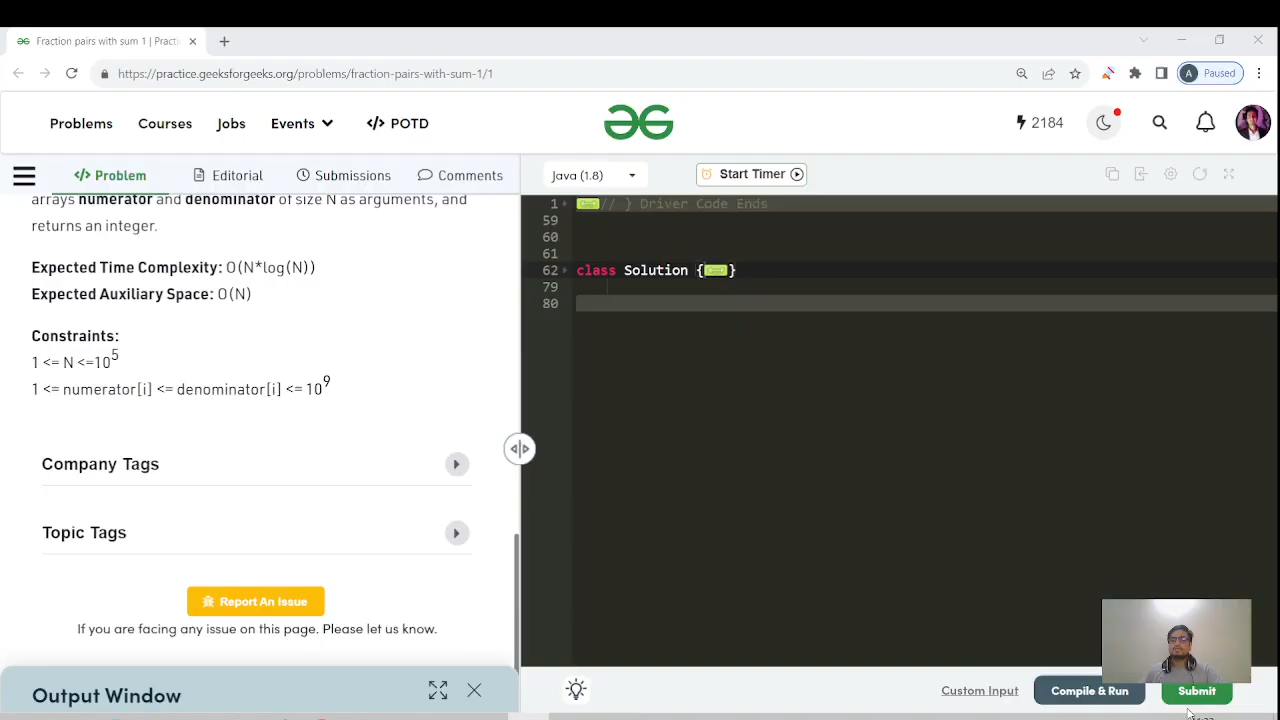 Fraction pairs with sum 1 | Practi
https://practice.geeksforgeeks.org/problems/fraction-pairs-with-sum-1/1
A Paused
Problems Courses Jobs Events </> POTD
2184
</> Problem Editorial Submissions Comments
Java (1.8) Start Timer
arrays numerator and denominator of size N as arguments, and
returns an integer.
Expected Time Complexity: O(N*log(N))
Expected Auxiliary Space: O(N)
Constraints:
1 <= N <=10^5
1 <= numerator[i] <= denominator[i] <= 10^9
Company Tags
Topic Tags
Report An Issue
If you are facing any issue on this page. Please let us know.
Output Window
1 // } Driver Code Ends
59
60
61
62 class Solution {}
79
80
Custom Input Compile & Run Submit